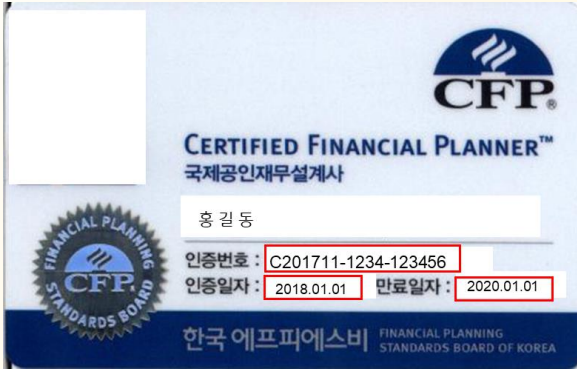 CFP®
CERTIFIED FINANCIAL PLANNER™
국제공인재무설계사
홍길동
FINANCIAL PLANNING
CFP
STANDARDS BOARD
인증번호 : C201711-1234-123456
인증일자 : 2018.01.01 만료일자 : 2020.01.01
한국 에프피에스비 FINANCIAL PLANNING
STANDARDS BOARD OF KOREA